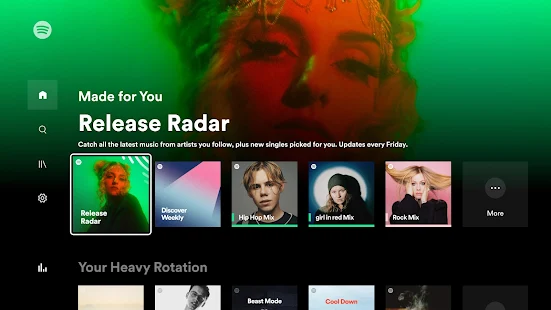 Made for You
Release Radar
Catch all the latest music from artists you follow, plus new singles picked for you. Updates every Friday.
Release
Radar
Discover
Weekly
Hip Hop Mix
girl in red Mix
Rock Mix
More
Your Heavy Rotation
Beast Mode
Cool Down